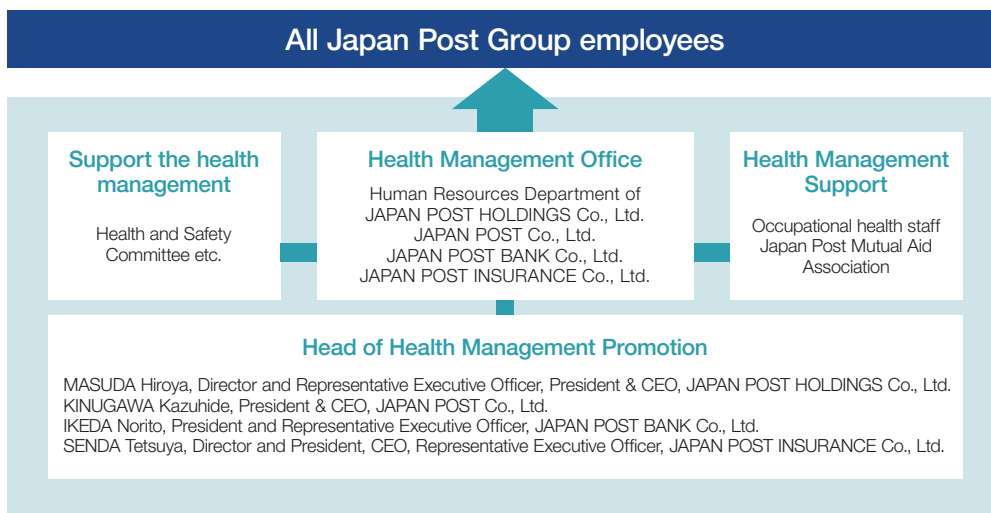 All Japan Post Group employees
Support the health
management
Health and Safety
Committee etc.
Health Management Office
Human Resources Department of
JAPAN POST HOLDINGS Co., Ltd.
JAPAN POST Co., Ltd.
JAPAN POST BANK Co., Ltd.
JAPAN POST INSURANCE Co., Ltd.
Health Management
Support
Occupational health staff
Japan Post Mutual Aid
Association
Head of Health Management Promotion
MASUDA Hiroya, Director and Representative Executive Officer, President & CEO, JAPAN POST HOLDINGS Co., Ltd.
KINUGAWA Kazuhide, President & CEO, JAPAN POST Co., Ltd.
IKEDA Norito, President and Representative Executive Officer, JAPAN POST BANK Co., Ltd.
SENDA Tetsuya, Director and President, CEO, Representative Executive Officer, JAPAN POST INSURANCE Co., Ltd.